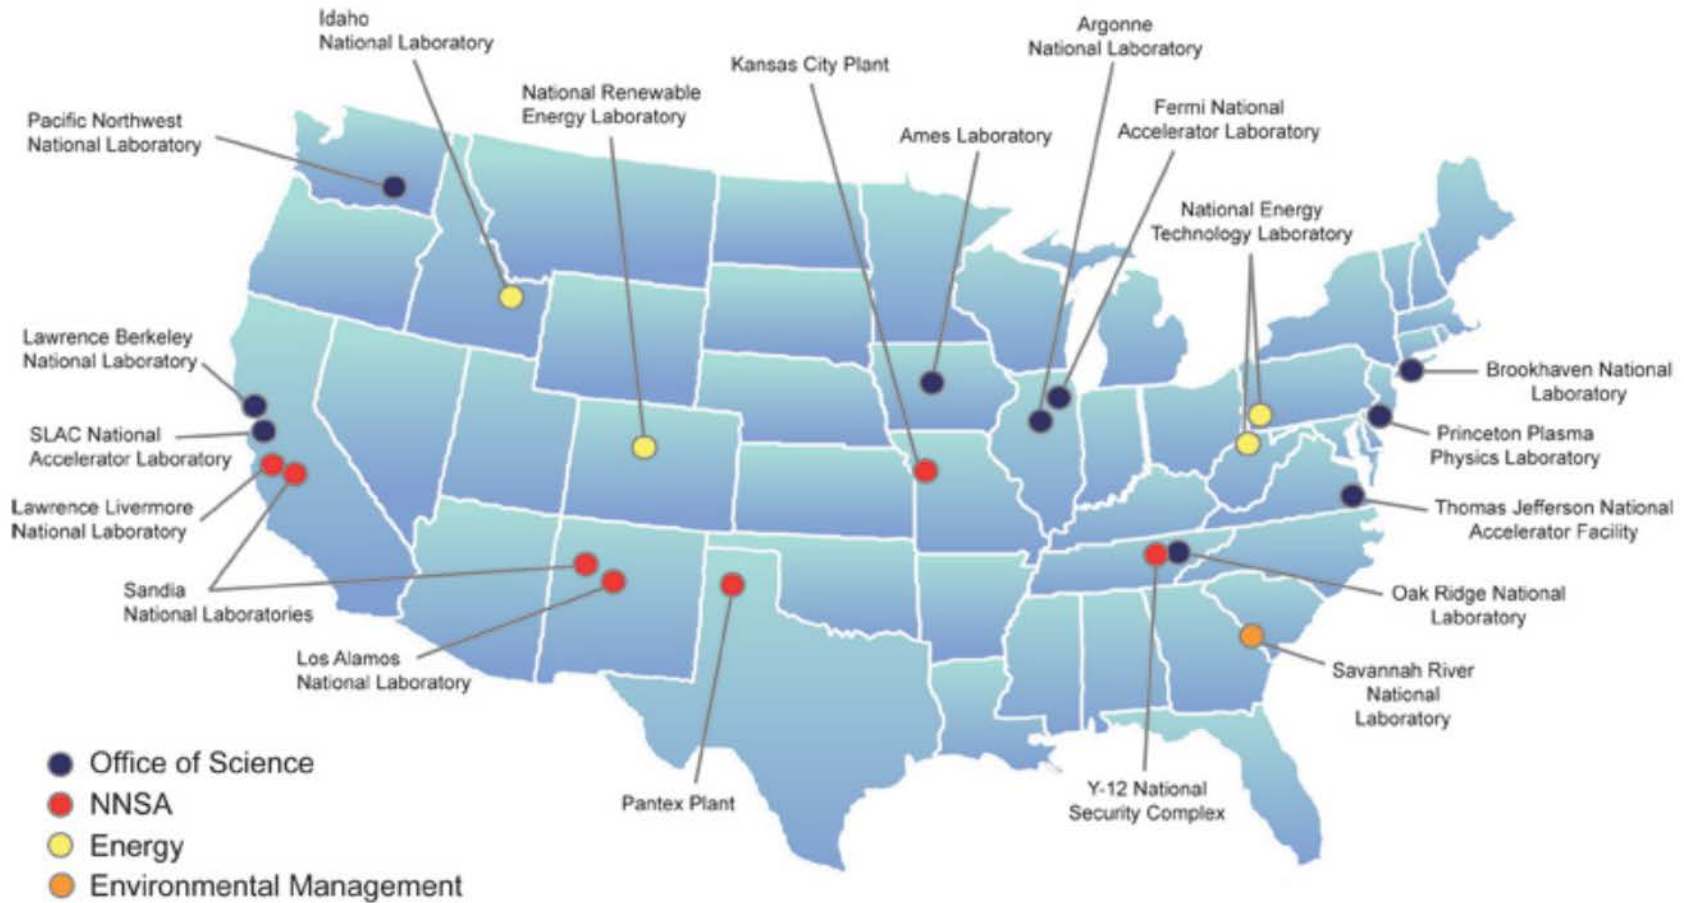 Idaho
National Laboratory
Argonne
National Laboratory
Kansas City Plant
National Renewable
Energy Laboratory
Fermi National
Accelerator Laboratory
Pacific Northwest
National Laboratory
Ames Laboratory
National Energy
Technology Laboratory
Lawrence Berkeley
National Laboratory
Brookhaven National
Laboratory
SLAC National
Accelerator Laboratory
Princeton Plasma
Physics Laboratory
Lawrence Livermore
National Laboratory
Thomas Jefferson National
Accelerator Facility
Sandia
National Laboratories
Oak Ridge National
Laboratory
Los Alamos
National Laboratory
Savannah River
National
Laboratory
Pantex Plant
Y-12 National
Security Complex
Office of Science
NNSA
Energy
Environmental Management